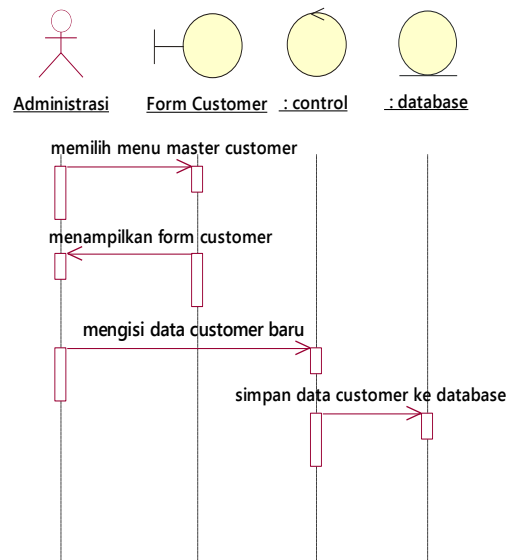 Administrasi
Form Customer
: control
: database
memilih menu master customer
menampilkan form customer
mengisi data customer baru
simpan data customer ke database